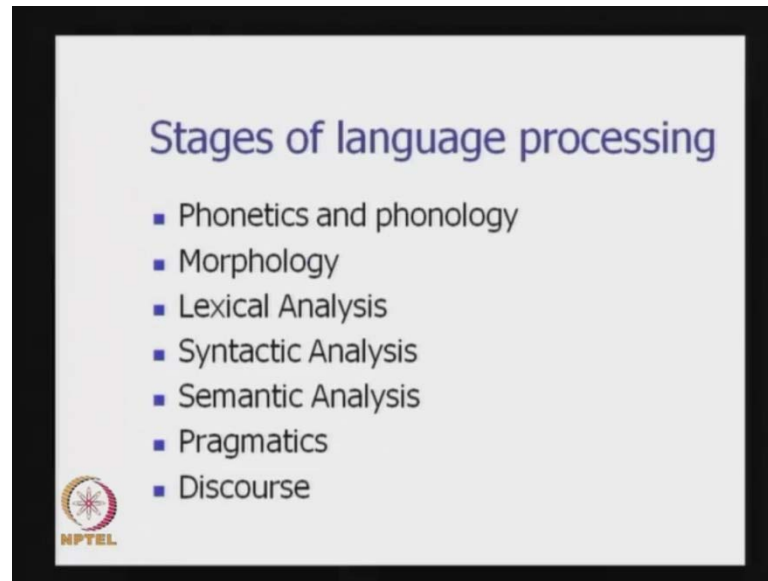 Stages of language processing
Phonetics and phonology
Morphology
Lexical Analysis
Syntactic Analysis
Semantic Analysis
Pragmatics
Discourse
NPTEL